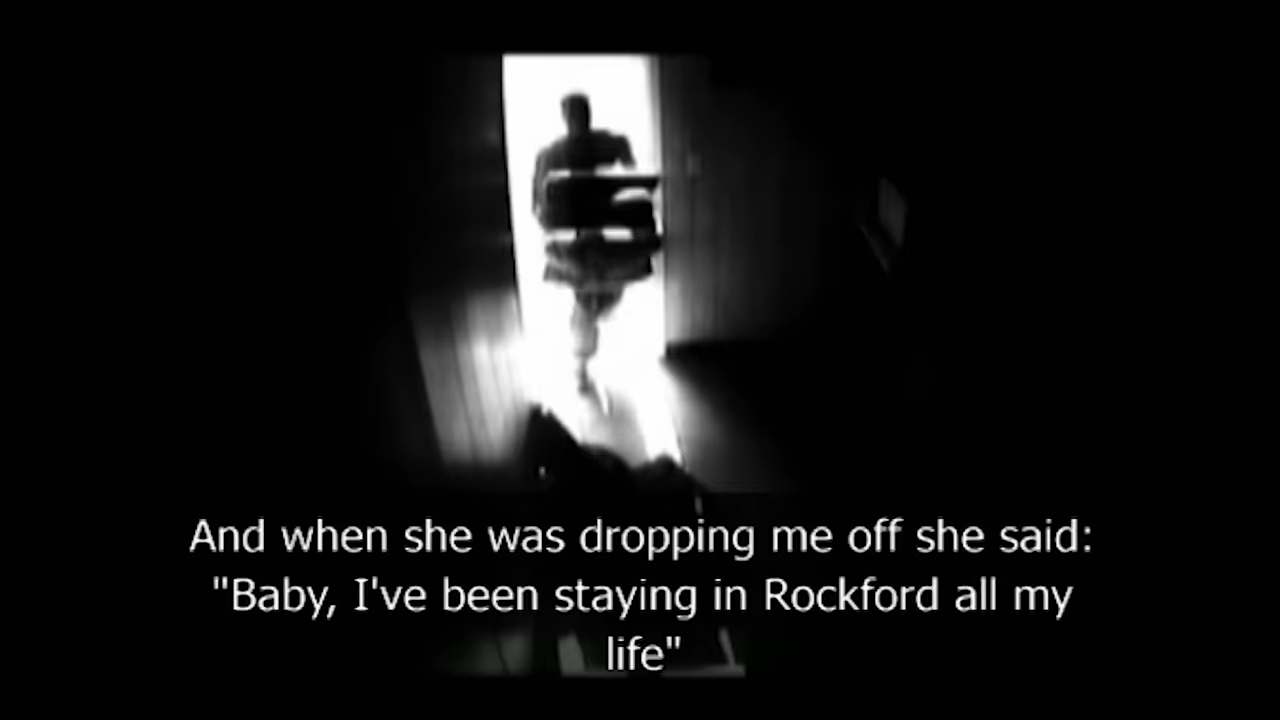 And when she was dropping me off she said:
"Baby, I've been staying in Rockford all my
life"